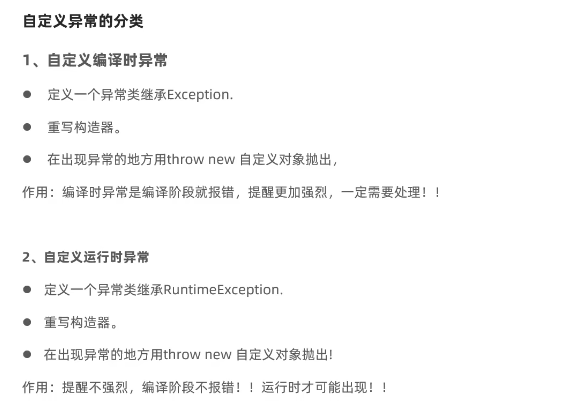 自定义异常的分类
1、自定义编译时异常
● 定义一个异常类继承Exception.
● 重写构造器。
● 在出现异常的地方用throw new 自定义对象抛出，
作用：编译时异常是编译阶段就报错，提醒更加强烈，一定需要处理！！
2、自定义运行时异常
● 定义一个异常类继承RuntimeException.
● 重写构造器。
● 在出现异常的地方用throw new 自定义对象抛出!
作用：提醒不强烈，编译阶段不报错！！运行时才可能出现！！